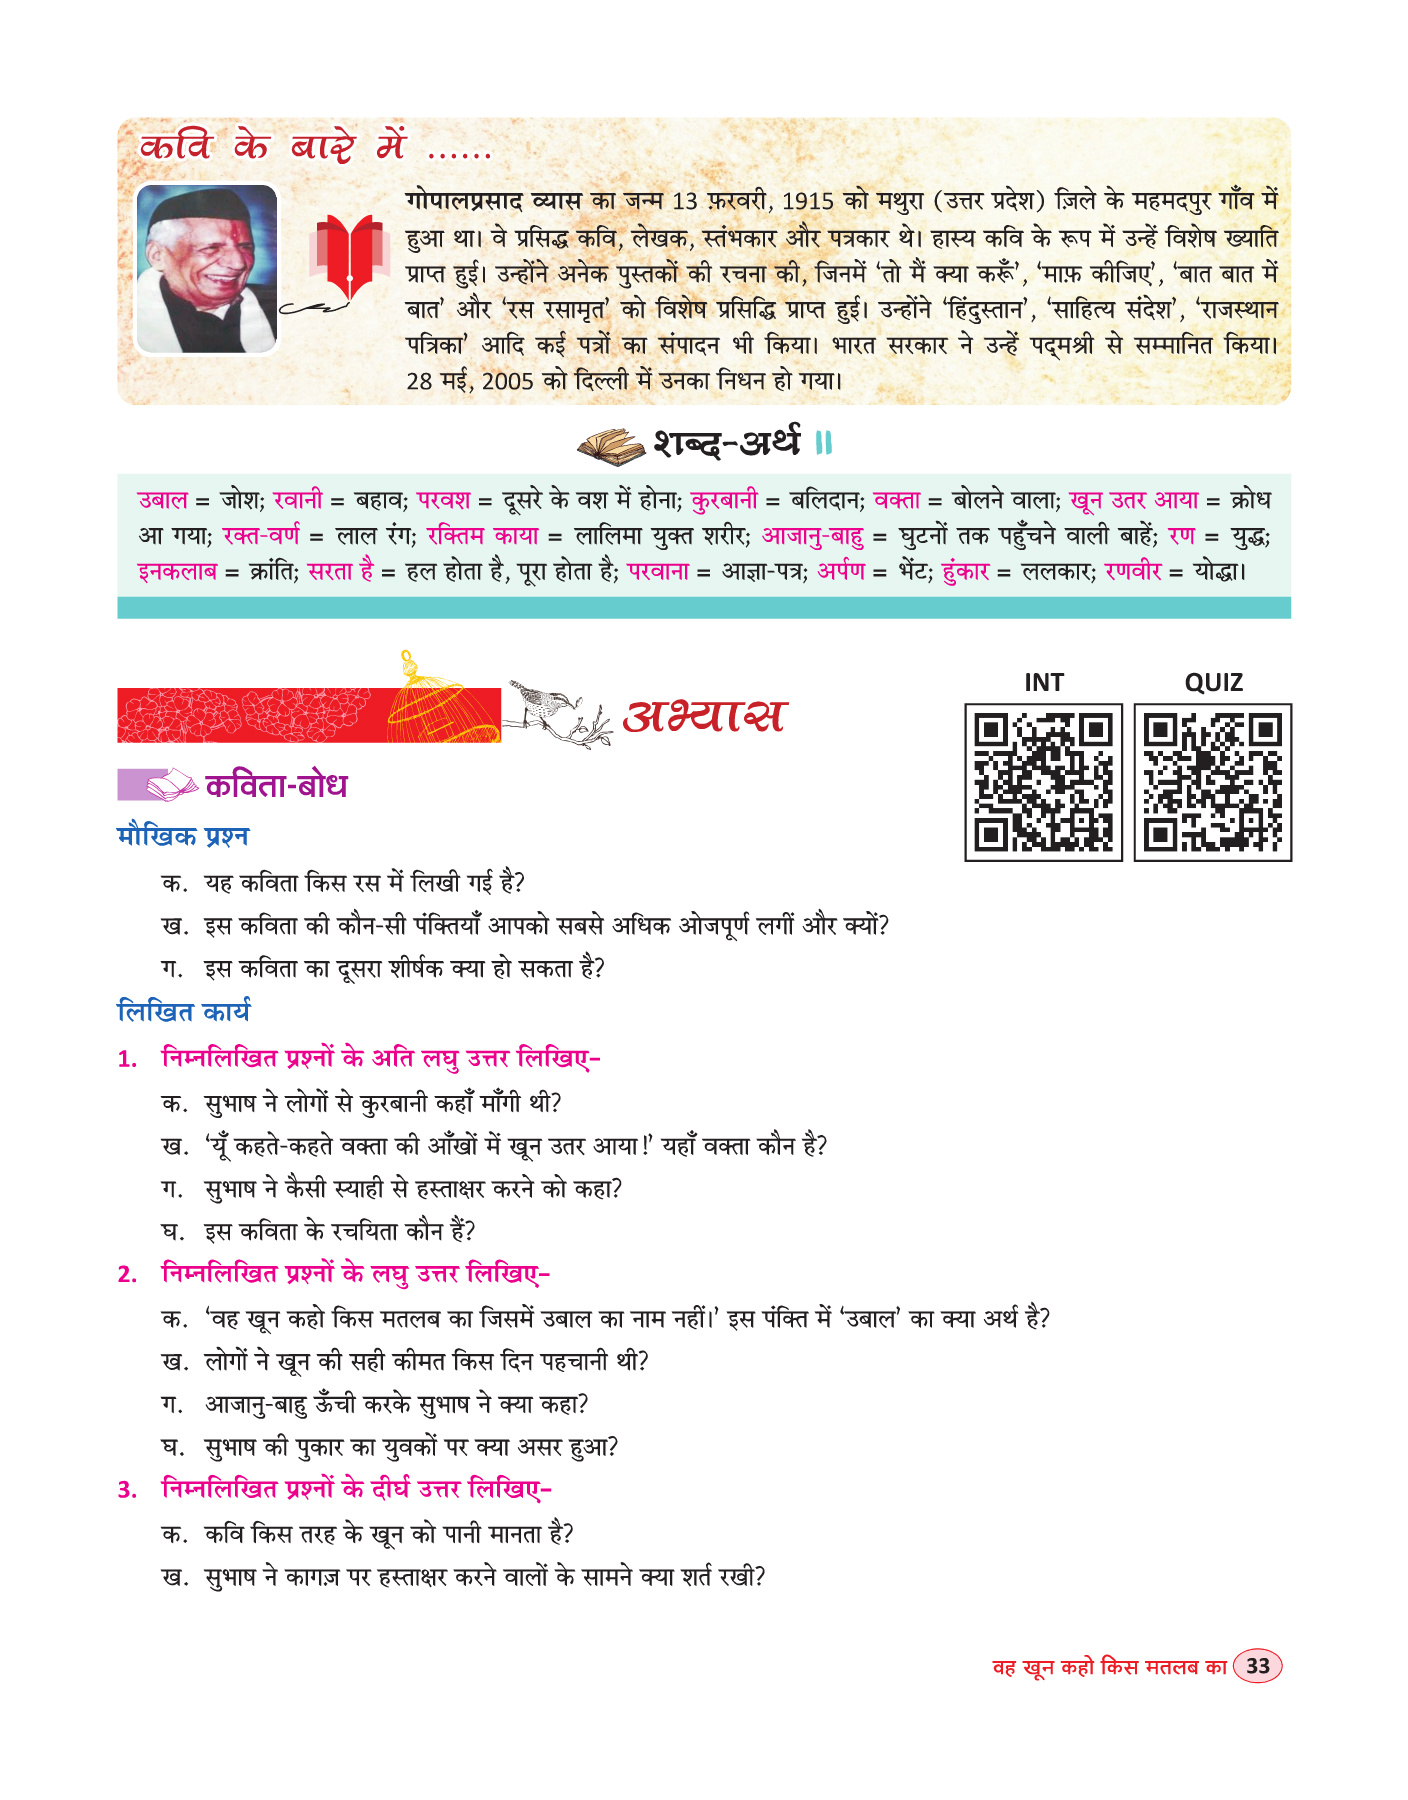 कवि के बारे में ......
गोपालप्रसाद व्यास का जन्म 13 फ़रवरी, 1915 को मथुरा (उत्तर प्रदेश) ज़िले के महमदपुर गाँव में
हुआ था। वे प्रसिद्ध कवि, लेखक, स्तंभकार और पत्रकार थे। हास्य कवि के रूप में उन्हें विशेष ख्याति
प्राप्त हुई। उन्होंने अनेक पुस्तकों की रचना की, जिनमें ‘तो मैं क्या करूँ’, ‘माफ़ कीजिए’, ‘बात बात में
बात’ और ‘रस रसामृत’ को विशेष प्रसिद्धि प्राप्त हुई। उन्होंने ‘हिंदुस्तान’, ‘साहित्य संदेश’, ‘राजस्थान
पत्रिका’ आदि कई पत्रों का संपादन भी किया। भारत सरकार ने उन्हें पद्‌मश्री से सम्मानित किया।
28 मई, 2005 को दिल्ली में उनका निधन हो गया।
शब्द-अर्थ
उबाल = जोश; रवानी = बहाव; परवश = दूसरे के वश में होना; कुरबानी = बलिदान; वक्ता = बोलने वाला; खून उतर आया = क्रोध
आ गया; रक्त-वर्ण = लाल रंग; रक्तिम काया = लालिमा युक्त शरीर; आजानु-बाहु = घुटनों तक पहुँचने वाली बाहें; रण = युद्ध;
इनकलाब = क्रांति; सरता है = हल होता है, पूरा होता है; परवाना = आज्ञा-पत्र; अर्पण = भेंट; हुंकार = ललकार; रणवीर = योद्धा।
अभ्यास
INT QUIZ
कविता-बोध
मौखिक प्रश्न
क. यह कविता किस रस में लिखी गई है?
ख. इस कविता की कौन-सी पंक्तियाँ आपको सबसे अधिक ओजपूर्ण लगीं और क्यों?
ग. इस कविता का दूसरा शीर्षक क्या हो सकता है?
लिखित कार्य
1. निम्नलिखित प्रश्नों के अति लघु उत्तर लिखिए-
क. सुभाष ने लोगों से कुरबानी कहाँ माँगी थी?
ख. ‘यूँ कहते-कहते वक्ता की आँखों में खून उतर आया!’ यहाँ वक्ता कौन है?
ग. सुभाष ने कैसी स्याही से हस्ताक्षर करने को कहा?
घ. इस कविता के रचयिता कौन हैं?
2. निम्नलिखित प्रश्नों के लघु उत्तर लिखिए-
क. ‘वह खून कहो किस मतलब का जिसमें उबाल का नाम नहीं।’ इस पंक्ति में ‘उबाल’ का क्या अर्थ है?
ख. लोगों ने खून की सही कीमत किस दिन पहचानी थी?
ग. आजानु-बाहु ऊँची करके सुभाष ने क्या कहा?
घ. सुभाष की पुकार का युवकों पर क्या असर हुआ?
3. निम्नलिखित प्रश्नों के दीर्घ उत्तर लिखिए-
क. कवि किस तरह के खून को पानी मानता है?
ख. सुभाष ने कागज़ पर हस्ताक्षर करने वालों के सामने क्या शर्त रखी?
वह खून कहो किस मतलब का 33